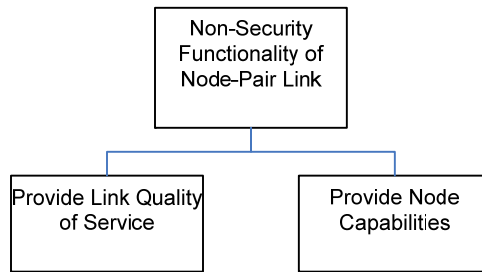 Non-Security
Functionality of
Node-Pair Link
Provide Link Quality
of Service
Provide Node
Capabilities